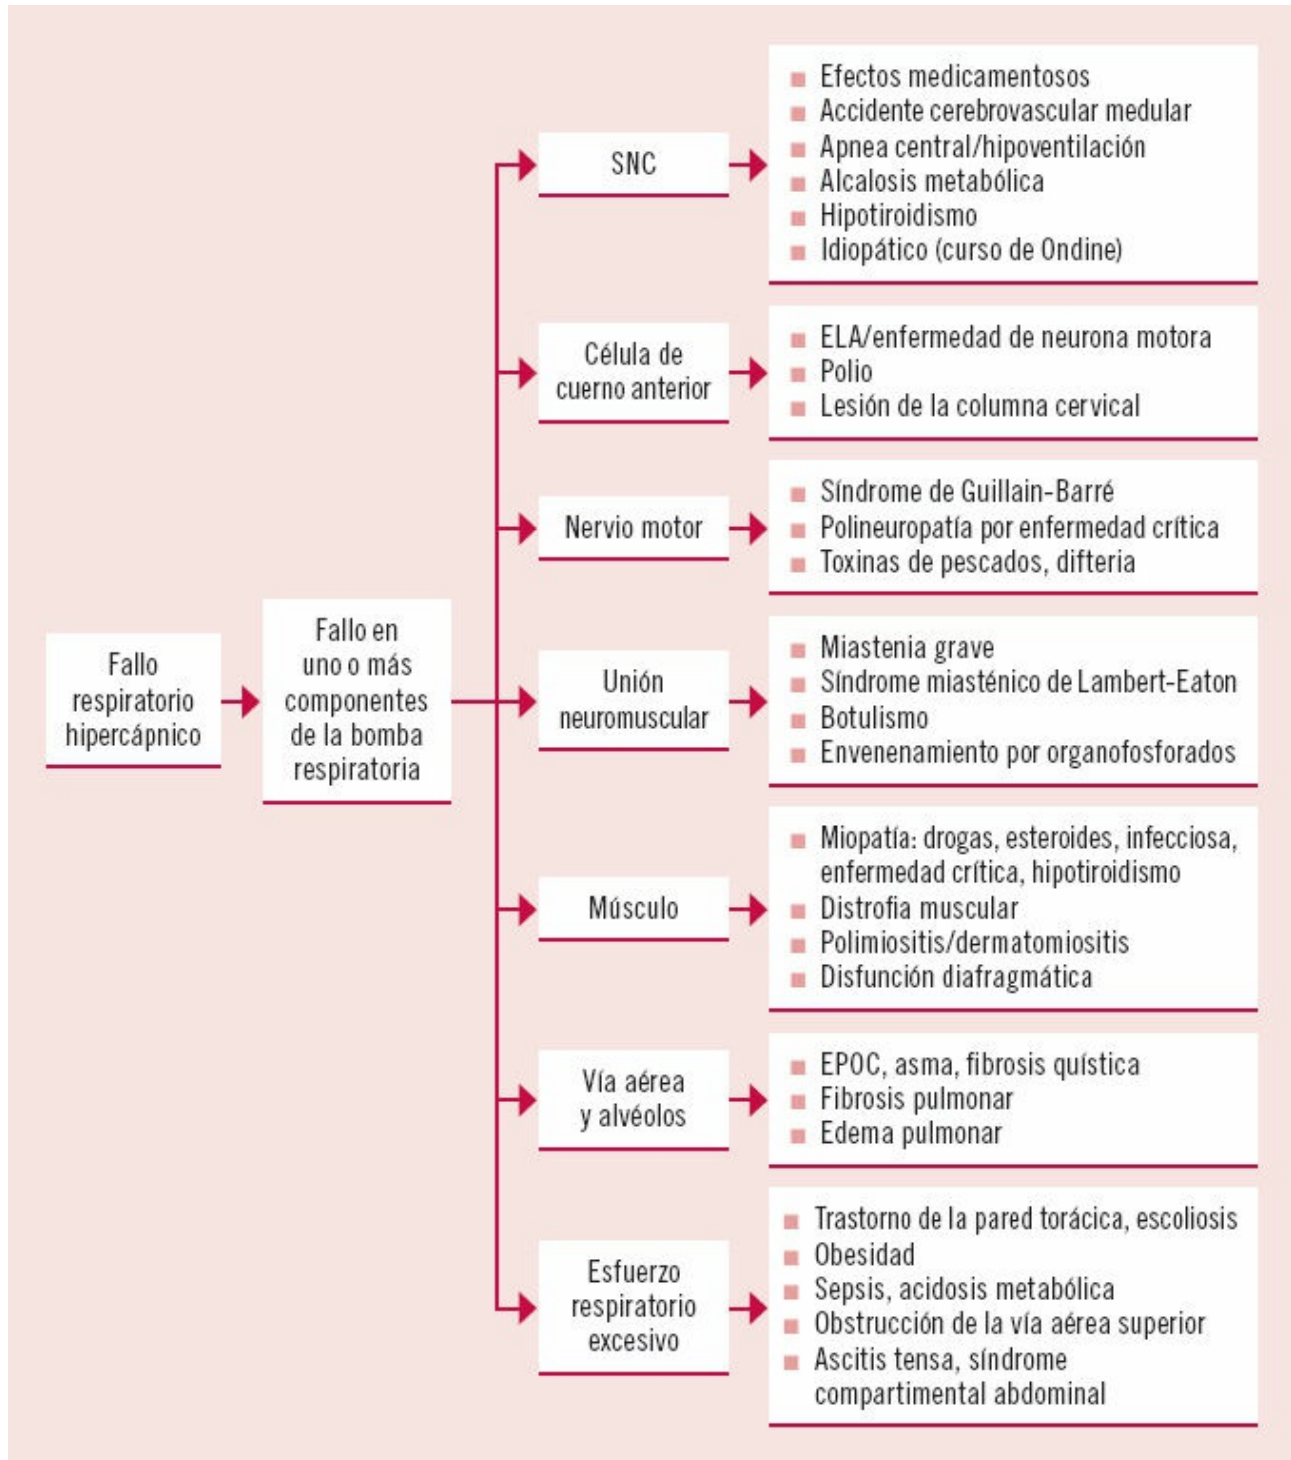 Fallo
respiratorio
hipercápnico
Fallo en
uno o más
componentes
de la bomba
respiratoria
SNC
Efectos medicamentosos
Accidente cerebrovascular medular
Apnea central/hipoventilación
Alcalosis metabólica
Hipotiroidismo
Idiopático (curso de Ondine)
Célula de
cuerno anterior
ELA/enfermedad de neurona motora
Polio
Lesión de la columna cervical
Nervio motor
Síndrome de Guillain-Barré
Polineuropatía por enfermedad crítica
Toxinas de pescados, difteria
Unión
neuromuscular
Miastenia grave
Síndrome miasténico de Lambert-Eaton
Botulismo
Envenenamiento por organofosforados
Músculo
Miopatía: drogas, esteroides, infecciosa,
enfermedad crítica, hipotiroidismo
Distrofia muscular
Polimiositis/dermatomiositis
Disfunción diafragmática
Vía aérea
y alvéolos
EPOC, asma, fibrosis quística
Fibrosis pulmonar
Edema pulmonar
Esfuerzo
respiratorio
excesivo
Trastorno de la pared torácica, escoliosis
Obesidad
Sepsis, acidosis metabólica
Obstrucción de la vía aérea superior
Ascitis tensa, síndrome
compartimental abdominal